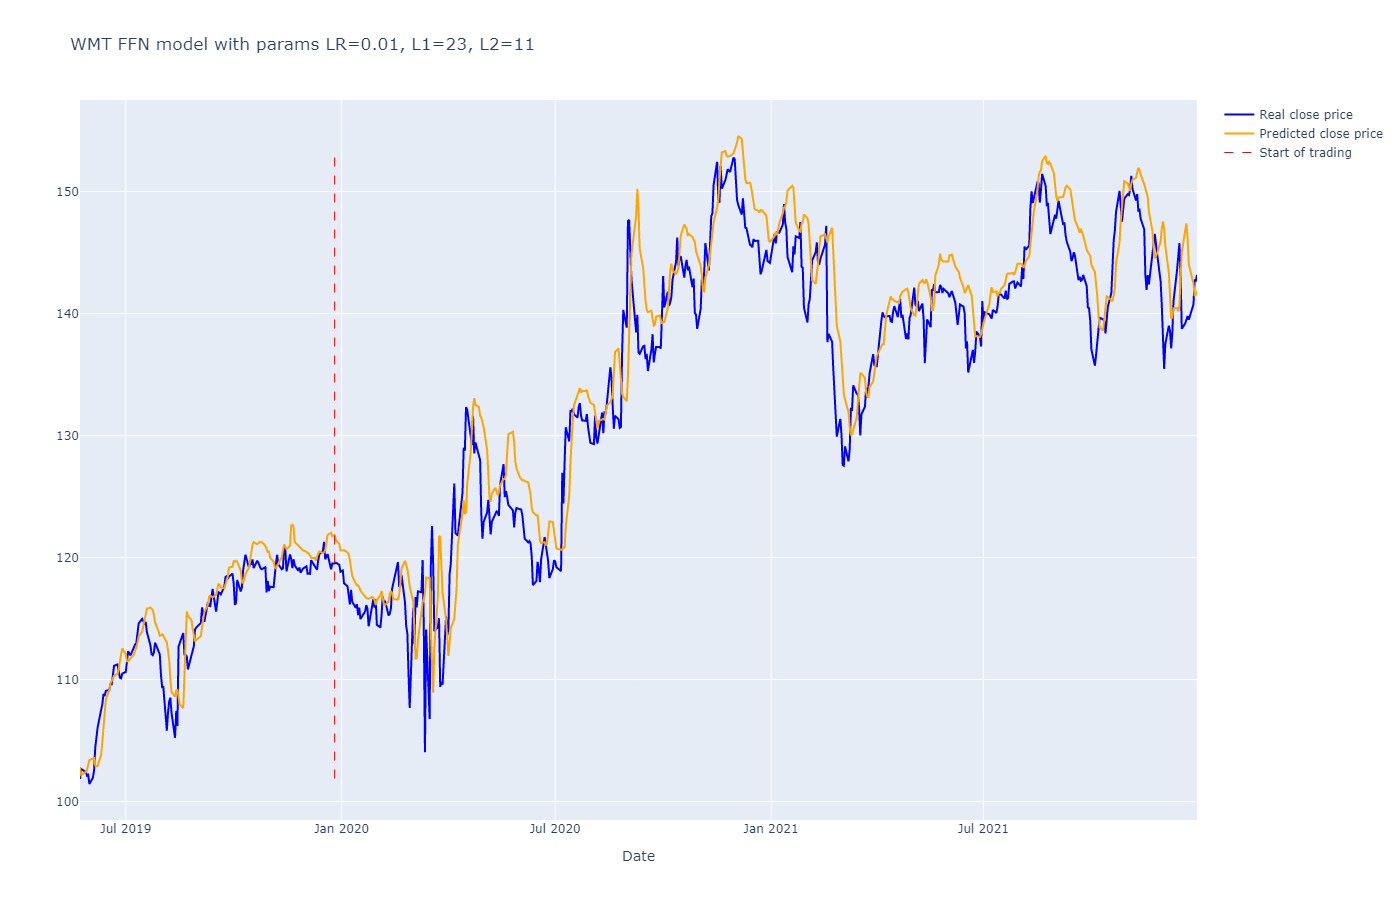 WMT FFN model with params LR=0.01, L1=23, L2=11
Real close price
Predicted close price
Start of trading
150
140
130
120
110
100
Jul 2019
Jan 2020
Jul 2020
Jan 2021
Jul 2021
Date